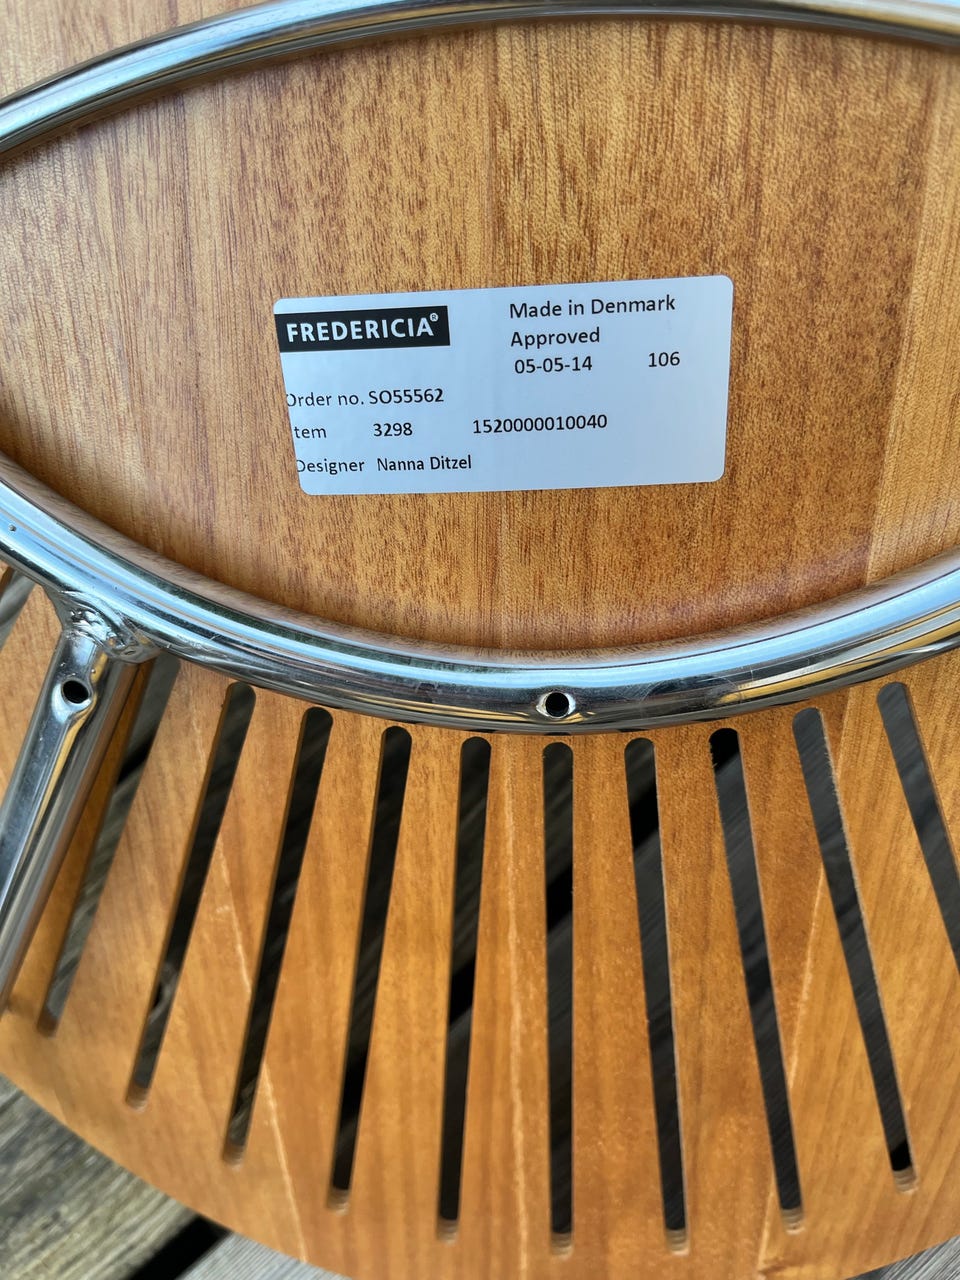 FREDERICIA®
Made in Denmark
Approved
05-05-14 106
Order no. SO55562
tem 3298 1520000010040
Designer Nanna Ditzel